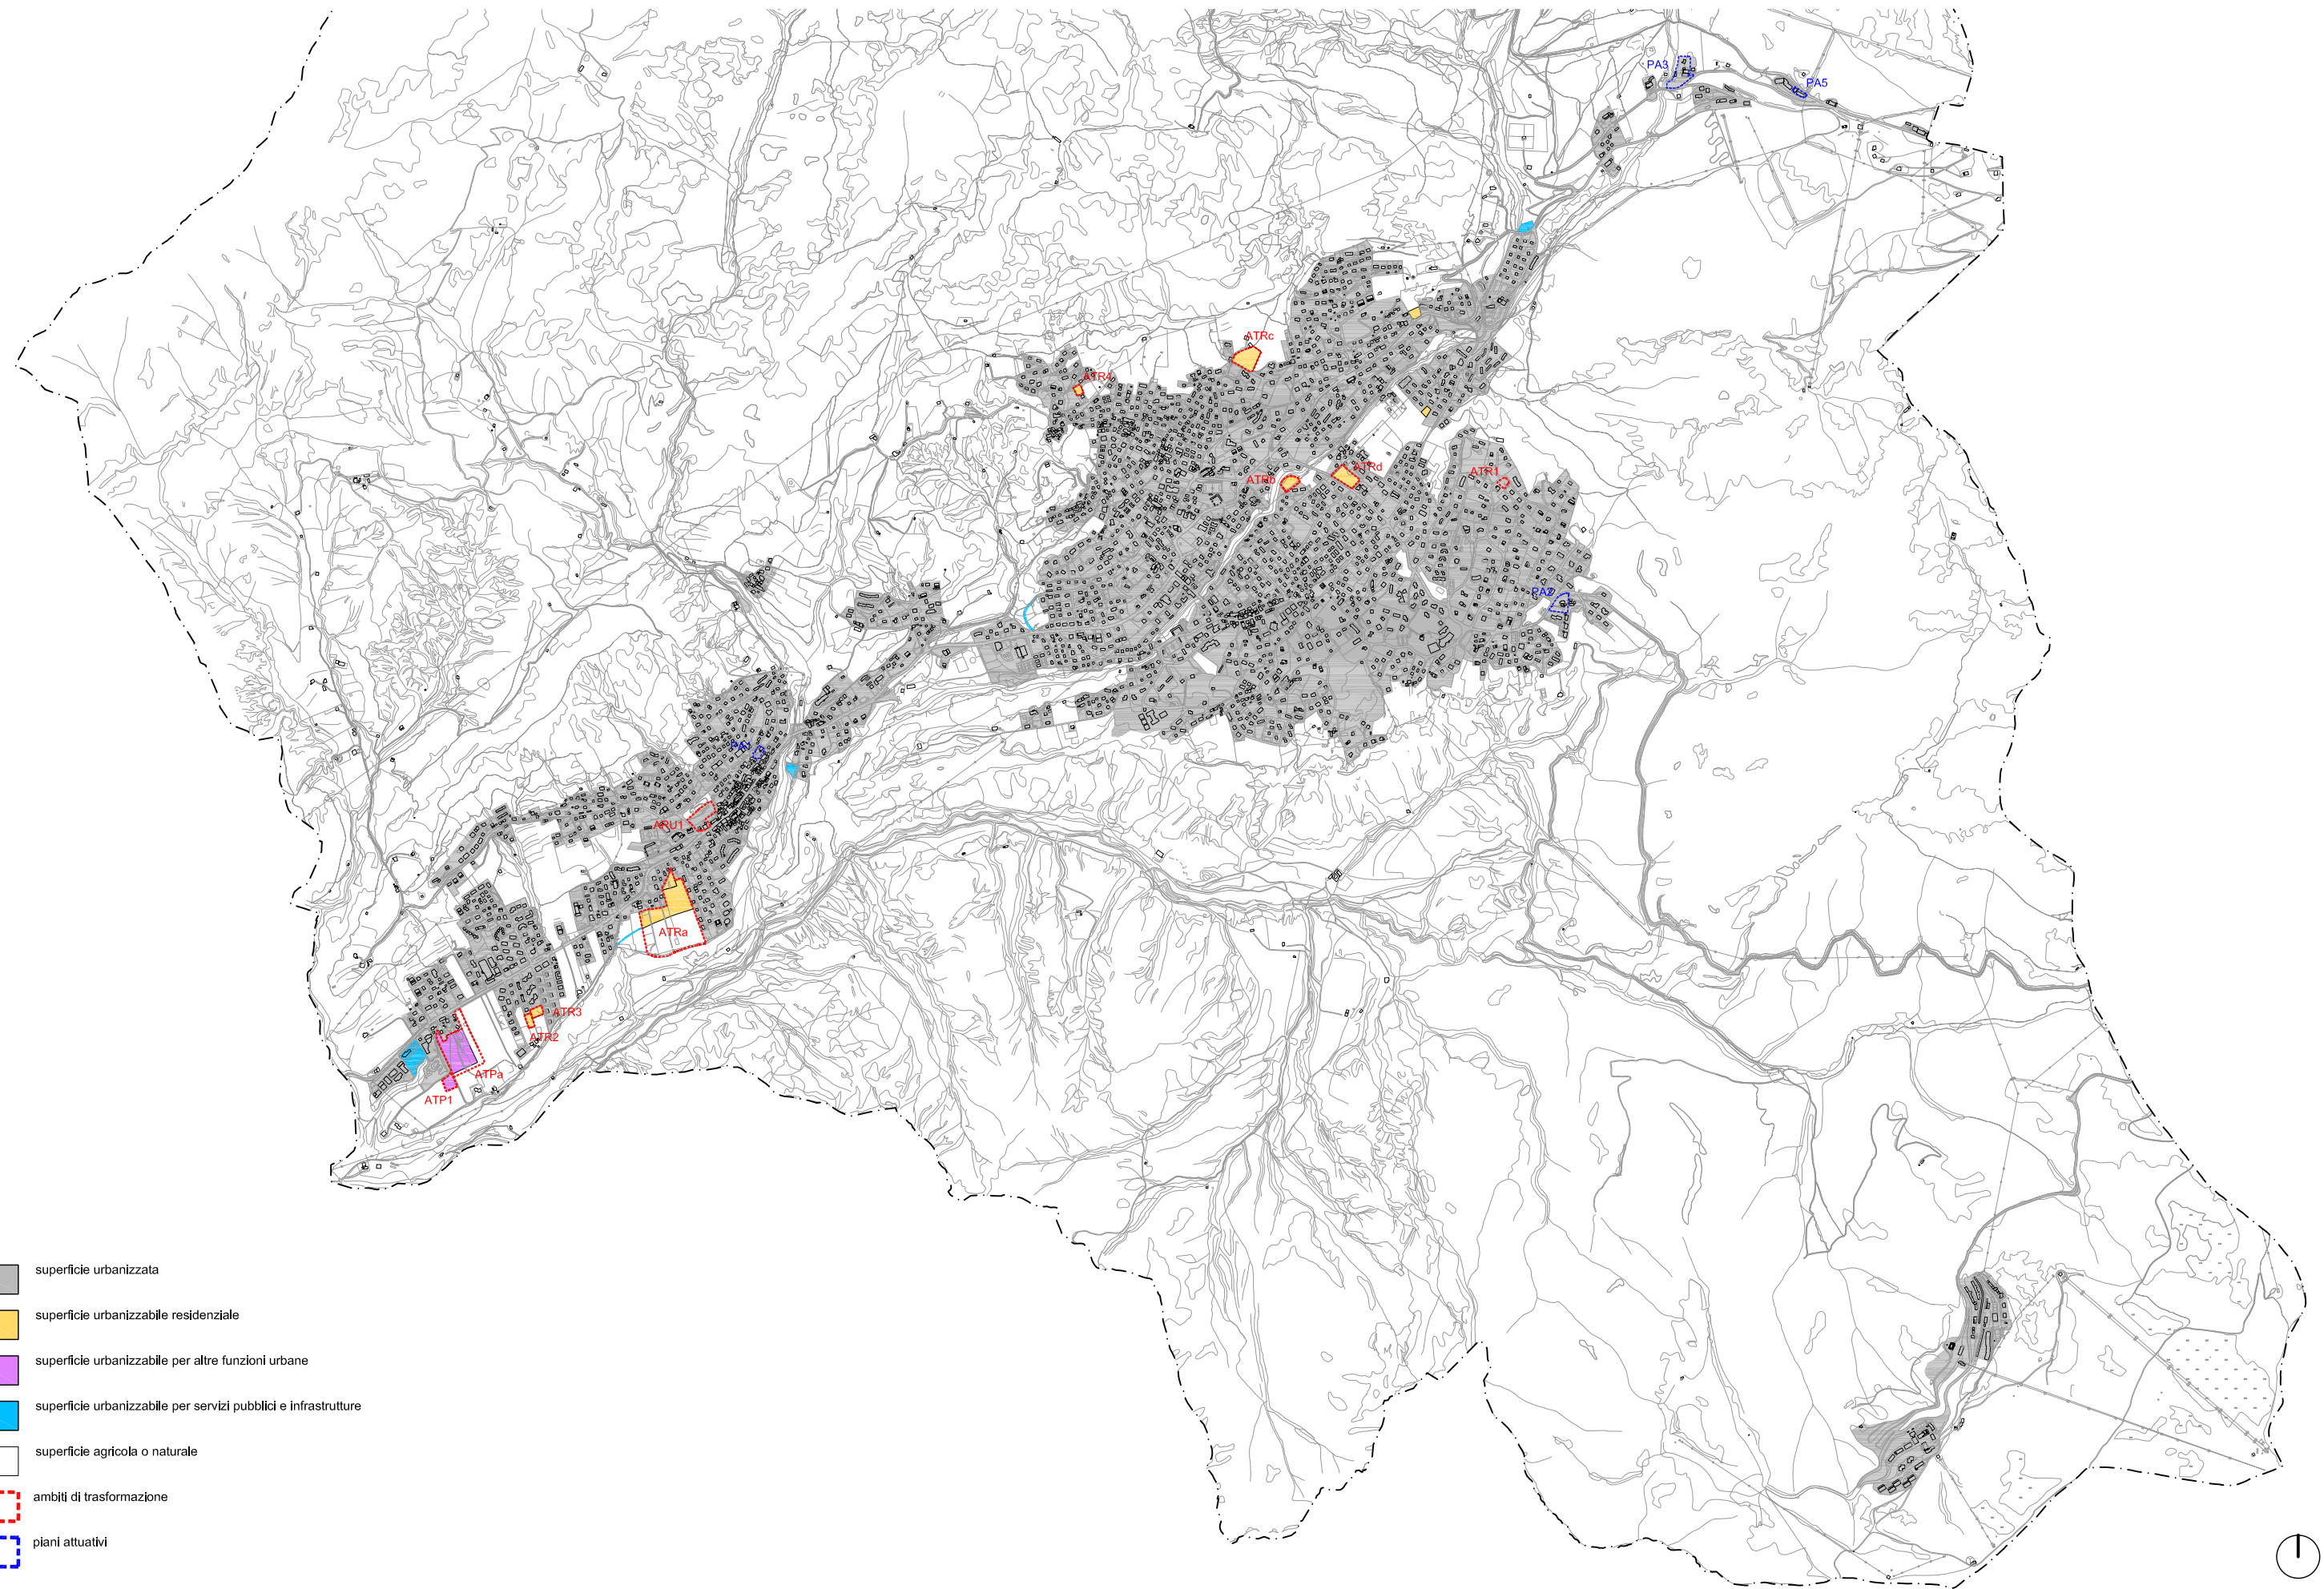 PA3
PA5
ATRc
ATR4
ATRd
ATRb
ATR1
PA2
PA1
ARU1
ATRa
ATR3
ATR2
ATPa
ATP1
superficie urbanizzata
superficie urbanizzabile residenziale
superficie urbanizzabile per altre funzioni urbane
superficie urbanizzabile per servizi pubblici e infrastrutture
superficie agricola o naturale
ambiti di trasformazione
piani attuativi